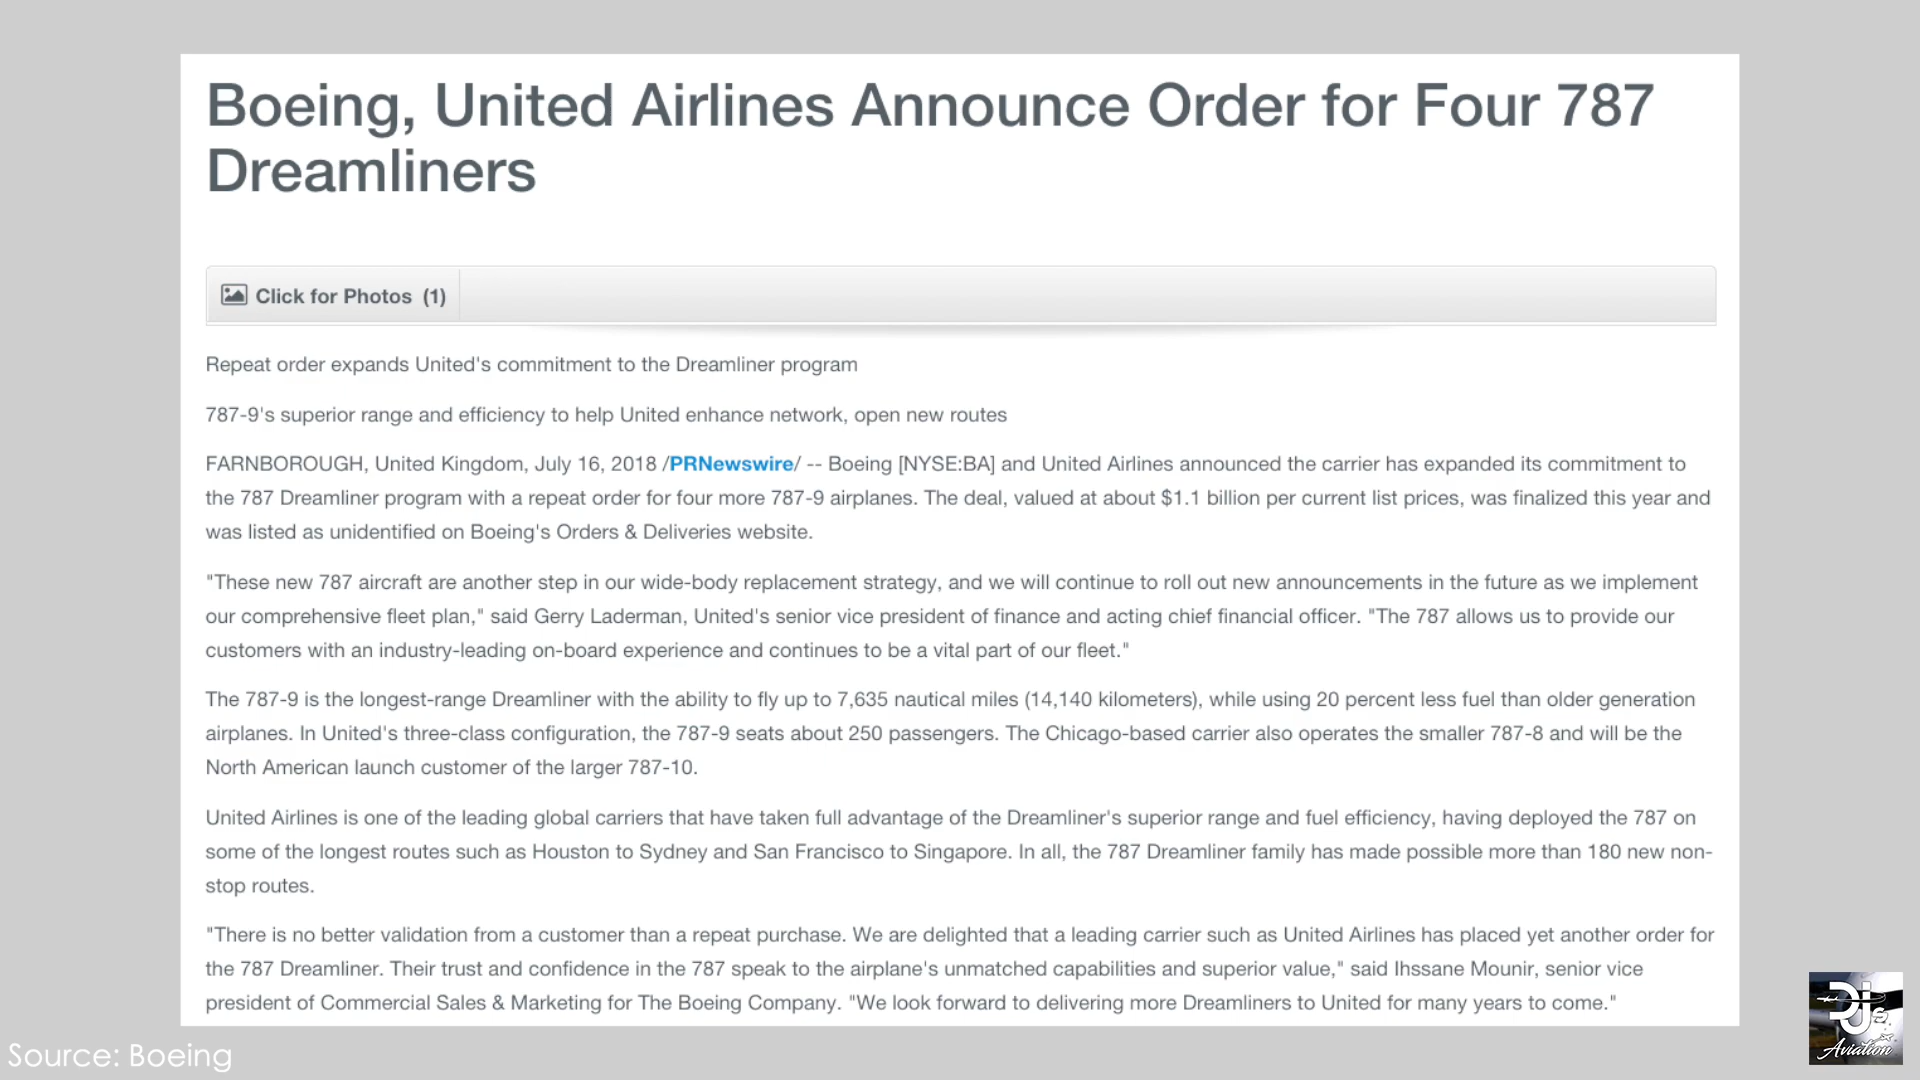 Boeing, United Airlines Announce Order for Four 787
Dreamliners
Click for Photos (1)
Repeat order expands United's commitment to the Dreamliner program
787-9's superior range and efficiency to help United enhance network, open new routes
FARNBOROUGH, United Kingdom, July 16, 2018 /PRNewswire/ -- Boeing [NYSE:BA] and United Airlines announced the carrier has expanded its commitment to
the 787 Dreamliner program with a repeat order for four more 787-9 airplanes. The deal, valued at about $1.1 billion per current list prices, was finalized this year and
was listed as unidentified on Boeing's Orders & Deliveries website.
"These new 787 aircraft are another step in our wide-body replacement strategy, and we will continue to roll out new announcements in the future as we implement
our comprehensive fleet plan," said Gerry Laderman, United's senior vice president of finance and acting chief financial officer. "The 787 allows us to provide our
customers with an industry-leading on-board experience and continues to be a vital part of our fleet."
The 787-9 is the longest-range Dreamliner with the ability to fly up to 7,635 nautical miles (14,140 kilometers), while using 20 percent less fuel than older generation
airplanes. In United's three-class configuration, the 787-9 seats about 250 passengers. The Chicago-based carrier also operates the smaller 787-8 and will be the
North American launch customer of the larger 787-10.
United Airlines is one of the leading global carriers that have taken full advantage of the Dreamliner's superior range and fuel efficiency, having deployed the 787 on
some of the longest routes such as Houston to Sydney and San Francisco to Singapore. In all, the 787 Dreamliner family has made possible more than 180 new non-
stop routes.
"There is no better validation from a customer than a repeat purchase. We are delighted that a leading carrier such as United Airlines has placed yet another order for
the 787 Dreamliner. Their trust and confidence in the 787 speak to the airplane's unmatched capabilities and superior value," said Ihssane Mounir, senior vice
president of Commercial Sales & Marketing for The Boeing Company. "We look forward to delivering more Dreamliners to United for many years to come."
Source: Boeing
DJ's
Aviation